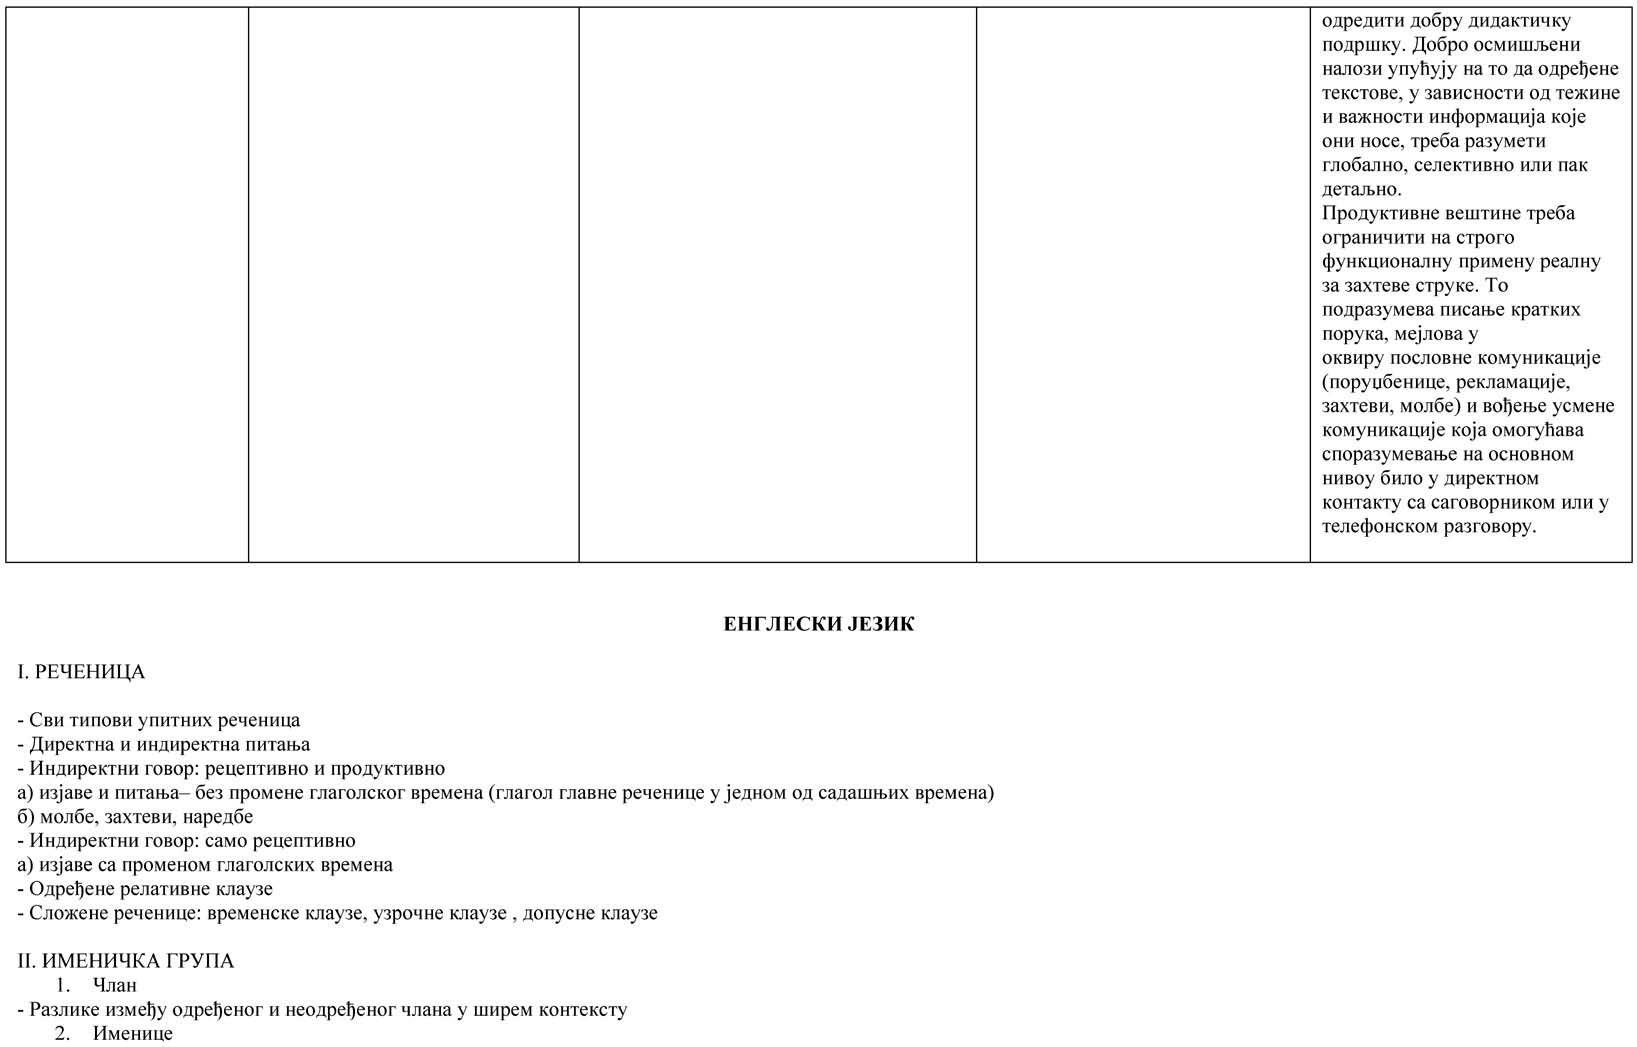 одредити добру дидактичку
подршку. Добро осмишљени
налози упућују на то да одређене
текстове, у зависности од тежине
и важности информација које
они носе, треба разумети
глобално, селективно или пак
детаљно.
Продуктивне вештине треба
ограничити на строго
функционалну примену реалну
за захтеве струке. То
подразумева писање кратких
порука, мејлова у
оквиру пословне комуникације
(поруџбенице, рекламације,
захтеви, молбе) и вођење усмене
комуникације која омогућава
споразумевање на основном
нивоу било у директном
контакту са саговорником или у
телефонском разговору.
ЕНГЛЕСКИ ЈЕЗИК
I. РЕЧЕНИЦА
- Сви типови упитних реченица
- Директна и индиректна питања
- Индиректни говор: рецептивно и продуктивно
а) изјаве и питања– без промене глаголског времена (глагол главне реченице у једном од садашњих времена)
б) молбе, захтеви, наредбе
- Индиректни говор: само рецептивно
а) изјаве са променом глаголских времена
- Одређене релативне клаузе
- Сложене реченице: временске клаузе, узрочне клаузе , допусне клаузе
II. ИМЕНИЧКА ГРУПА
1. Члан
- Разлике између одређеног и неодређеног члана у ширем контексту
2. Именице